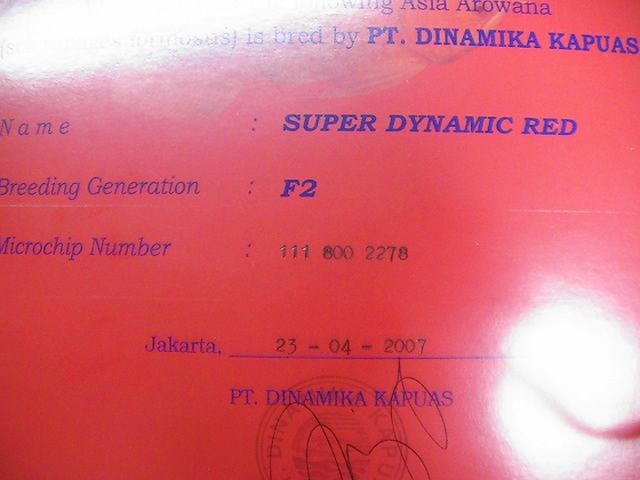 following Asia Arowana
formosus) is bred by PT. DINAMIKA KAPUAS
Name : SUPER DYNAMIC RED
Breeding Generation : F2
Microchip Number : 111 800 2278
Jakarta, 23 - 04 - 2007
PT. DINAMIKA KAPUAS